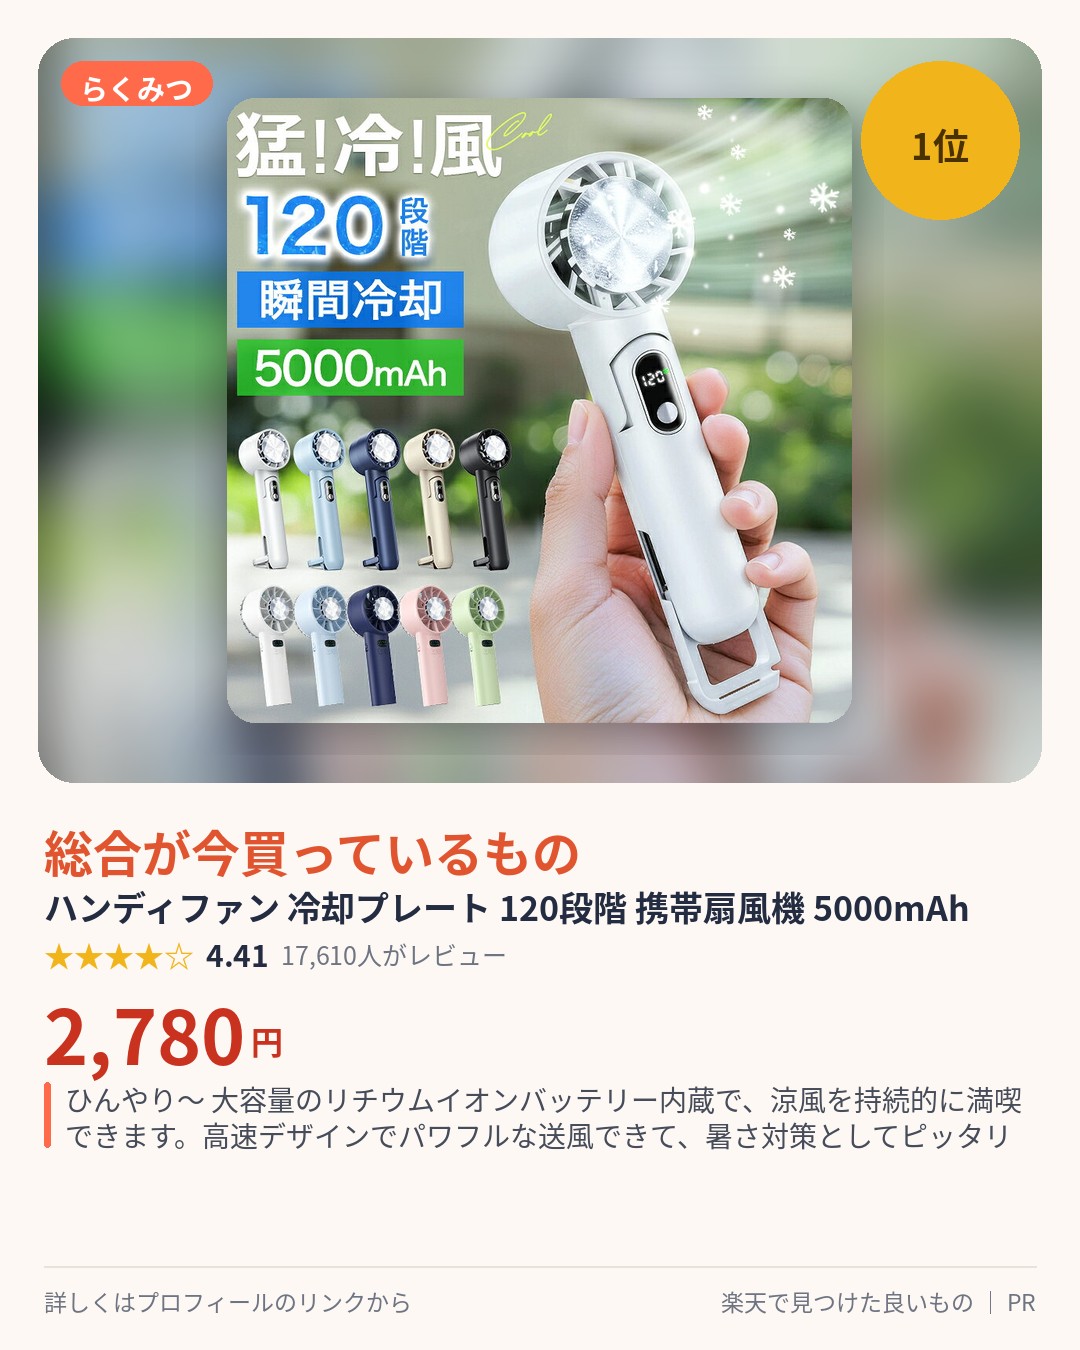 らくみつ
1位
猛!冷!風
Cool
120段階
瞬間冷却
5000mAh
120
総合が今買っているもの
ハンディファン 冷却プレート 120段階 携帯扇風機 5000mAh
★★★★☆ 4.41 17,610人がレビュー
2,780円
ひんやり〜 大容量のリチウムイオンバッテリー内蔵で、涼風を持続的に満喫
できます。高速デザインでパワフルな送風できて、暑さ対策としてピッタリ
詳しくはプロフィールのリンクから
楽天で見つけた良いもの｜PR